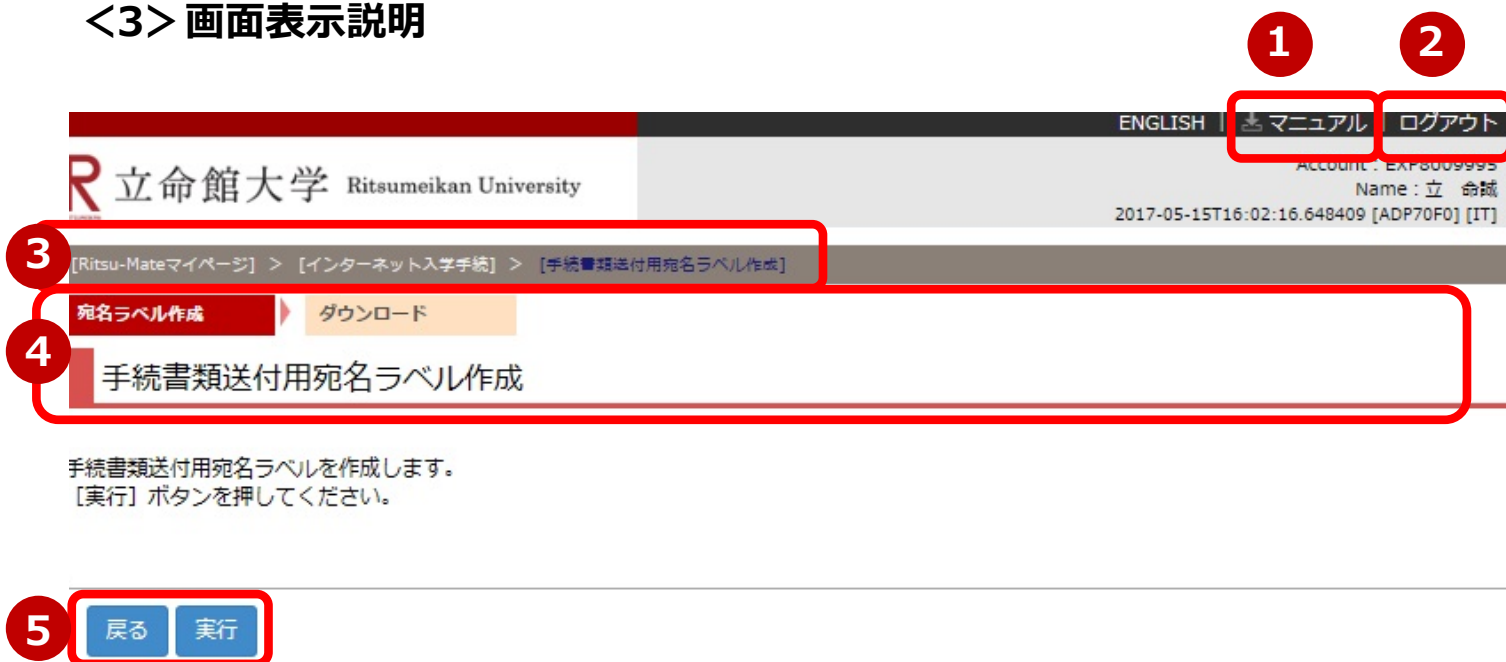 <3>画面表示説明
1 2
ENGLISH | マニュアル | ログアウト
立命館大学 Ritsumeikan University
Account : EXP8009995
Name : 立 命誠
2017-05-15T16:02:16.648409 [ADP70F0] [IT]
3
[Ritsu-Mateマイページ] > [インターネット入学手続] > [手続書類送付用宛名ラベル作成]
宛名ラベル作成 ダウンロード
4
手続書類送付用宛名ラベル作成
手続書類送付用宛名ラベルを作成します。
[実行] ボタンを押してください。
5
戻る 実行